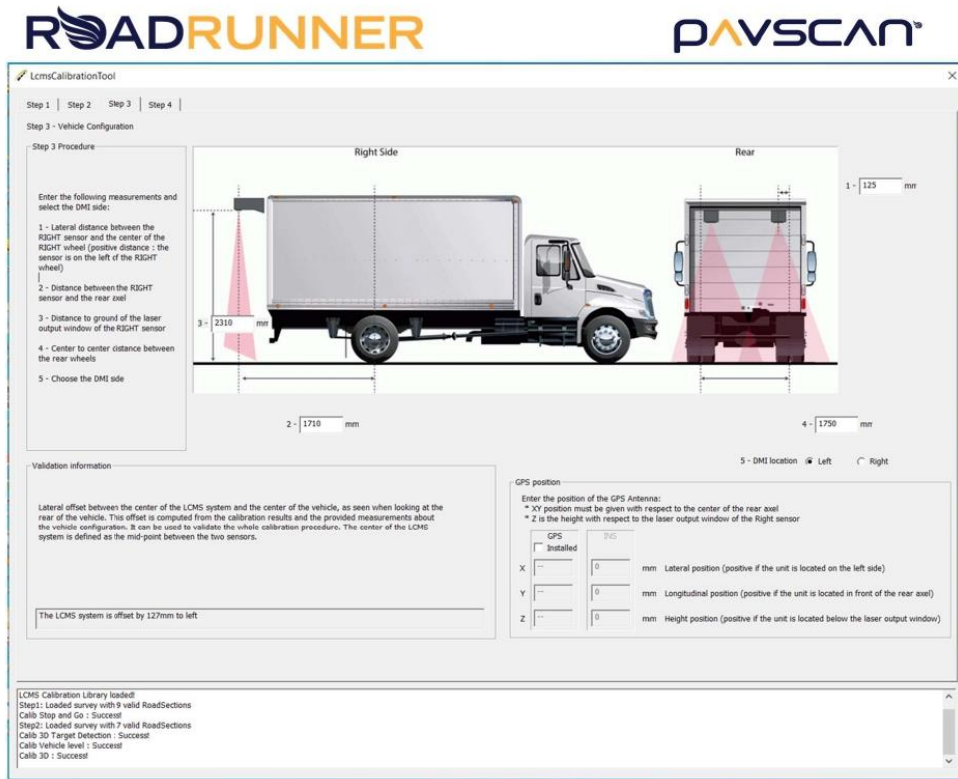 ROADRUNNER
PAVSCAN
LcmsCalibrationTool
Step 1 | Step 2 Step 3 | Step 4 |
Step 3 - Vehicle Configuration
Step 3 Procedure
Enter the following measurements and
select the DMI side:
1 - Lateral distance between the
RIGHT sensor and the center of the
RIGHT wheel (positive distance : the
sensor is on the left of the RIGHT
wheel)
2 - Distance between the RIGHT
sensor and the rear axel
3 - Distance to ground of the laser
output window of the RIGHT sensor
4 - Center to center distance between
the rear wheels
5 - Choose the DMI side
Right Side
Rear
1 - 125 mm
3 - 2310 mm
2 - 1710 mm
4 - 1750 mm
5 - DMI location Left Right
Validation information
Lateral offset between the center of the LCMS system and the center of the vehicle, as seen when looking at the
rear of the vehicle. This offset is computed from the calibration results and the provided measurements about
the vehicle configuration. It can be used to validate the whole calibration procedure. The center of the LCMS
system is defined as the mid-point between the two sensors.
The LCMS system is offset by 127mm to left
GPS position
Enter the position of the GPS Antenna:
* XY position must be given with respect to the center of the rear axel
* Z is the height with respect to the laser output window of the Right sensor
GPS INS
Installed
X -- 0 mm Lateral position (positive if the unit is located on the left side)
Y -- 0 mm Longitudinal position (positive if the unit is located in front of the rear axel)
Z -- 0 mm Height position (positive if the unit is located below the laser output window)
LCMS Calibration Library loaded!
Step1: Loaded survey with 9 valid RoadSections
Calib Stop and Go : Success!
Step2: Loaded survey with 7 valid RoadSections
Calib 3D Target Detection : Success!
Calib Vehicle level : Success!
Calib 3D : Success!